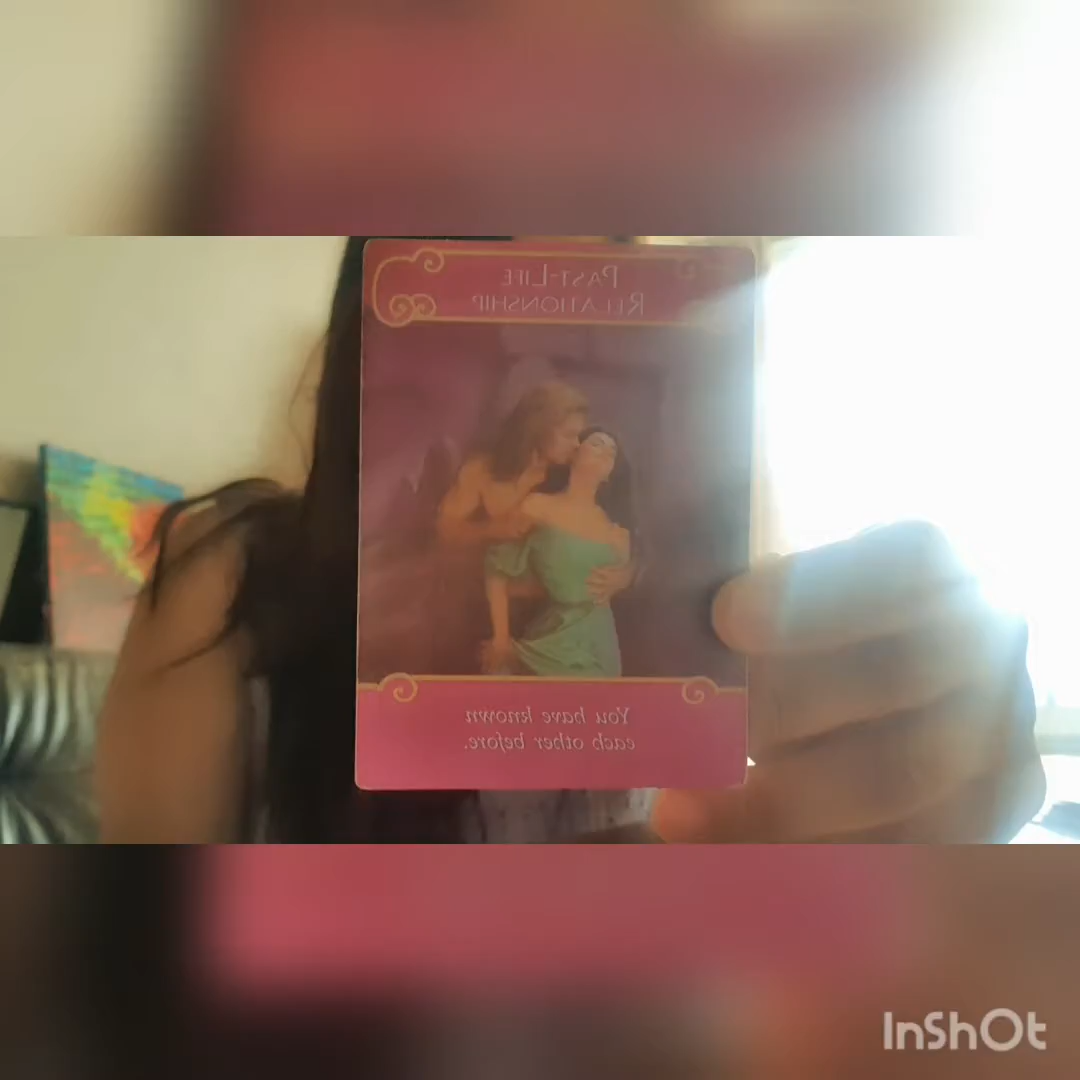 Past-Life
Relationship
You have known
each other before.
InShOt